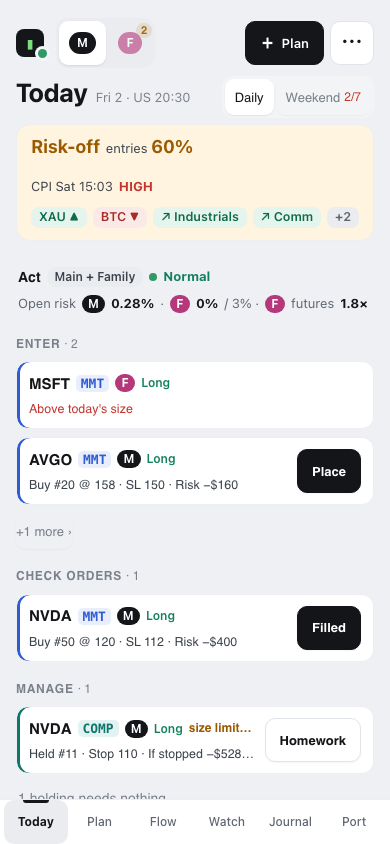 M F 2 + Plan ...
Today Fri 2 · US 20:30 Daily Weekend 2/7
Risk-off entries 60%
CPI Sat 15:03 HIGH
XAU ▲ BTC ▼ ↗ Industrials ↗ Comm +2
Act Main + Family ● Normal
Open risk M 0.28% · F 0% / 3% · F futures 1.8×
ENTER · 2
MSFT MMT F Long
Above today's size
AVGO MMT M Long
Buy #20 @ 158 · SL 150 · Risk −$160
Place
+1 more ›
CHECK ORDERS · 1
NVDA MMT M Long
Buy #50 @ 120 · SL 112 · Risk −$400
Filled
MANAGE · 1
NVDA COMP M Long size limit...
Held #11 · Stop 110 · If stopped −$528...
Homework
1 holding needs nothing
Today Plan Flow Watch Journal Port